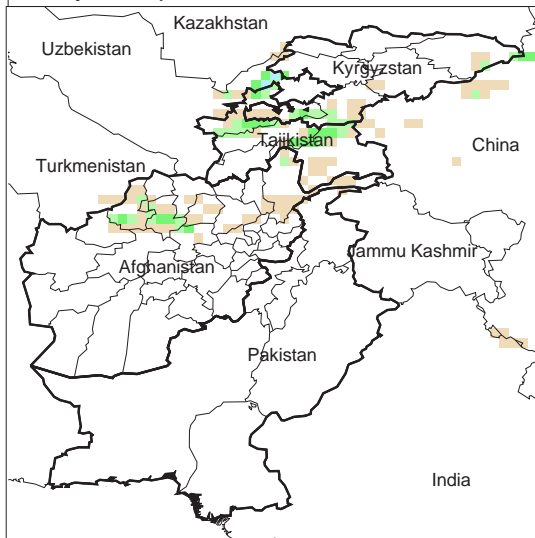 Kazakhstan
Uzbekistan
Kyrgyzstan
China
Tajikistan
Turkmenistan
Jammu Kashmir
Afghanistan
Pakistan
India